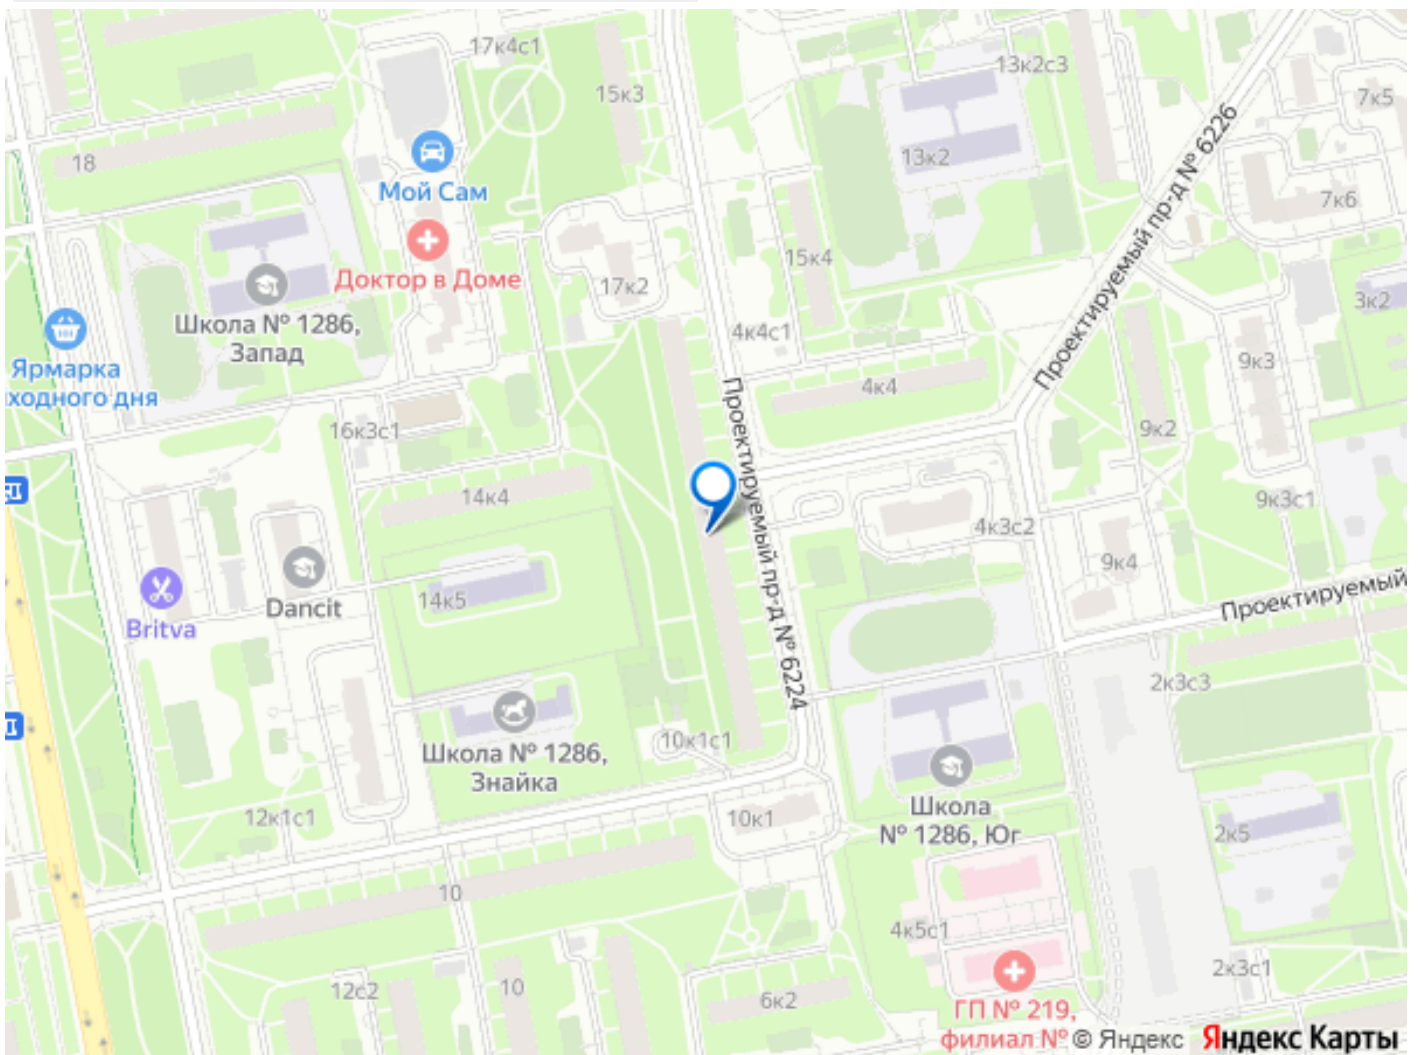 17к4с1
15к3
13к2с3
7к5
18
13к2
Мой Сам
7к6
Проектируемый пр-д № 6226
15к4
17к2
Доктор в Доме
3к2
Школа № 1286,
Запад
4к4с1
Ярмарка
ходного дня
9к3
4к4
16к3с1
9к2
Проектируемый пр-д № 6224
14к4
9к3с1
4к3с2
9к4
14к5
Dancit
Britva
Проектируемый
2к3с3
10к1с1
Школа № 1286,
Знайка
12к1с1
10к1
Школа
№ 1286, Юг
2к5
10
4к5с1
2к3с1
12с2
10
6к2
ГП № 219,
филиал №
© Яндекс Яндекс Карты